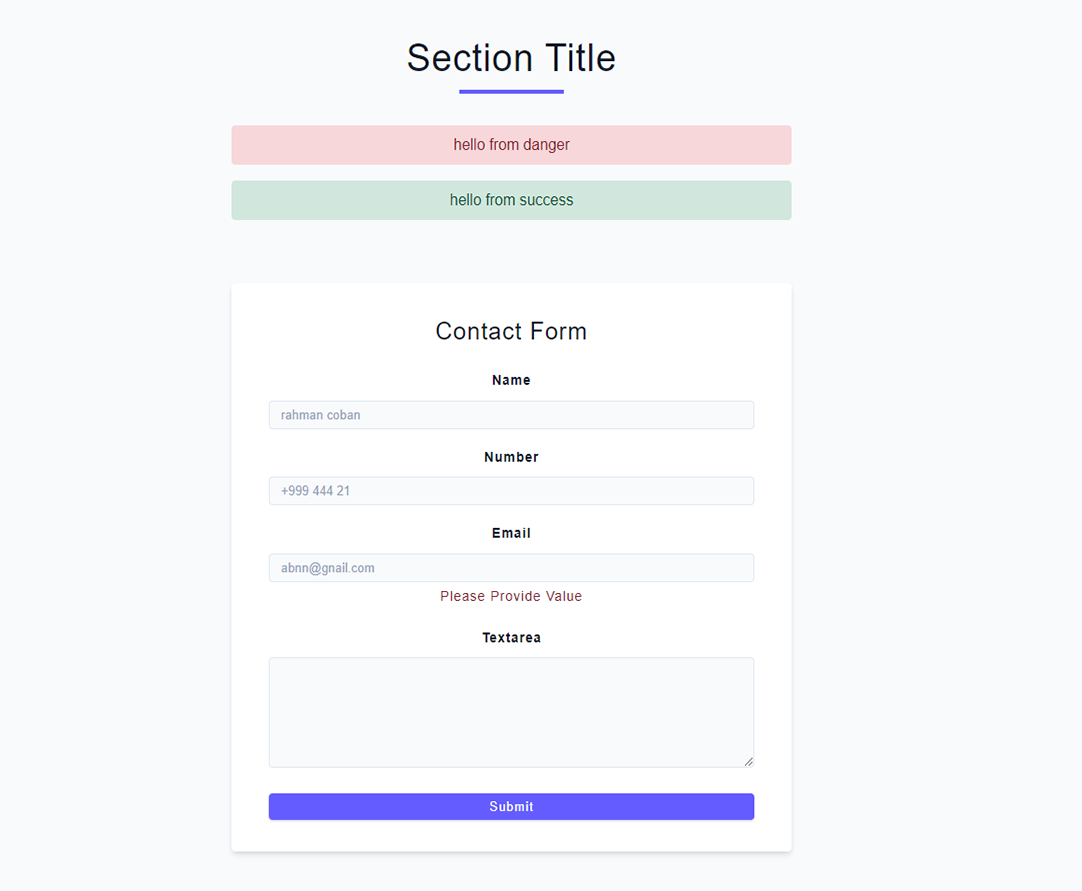 Section Title
hello from danger
hello from success
Contact Form
Name
rahman coban
Number
+999 444 21
Email
abnn@gnail.com
Please Provide Value
Textarea
Submit